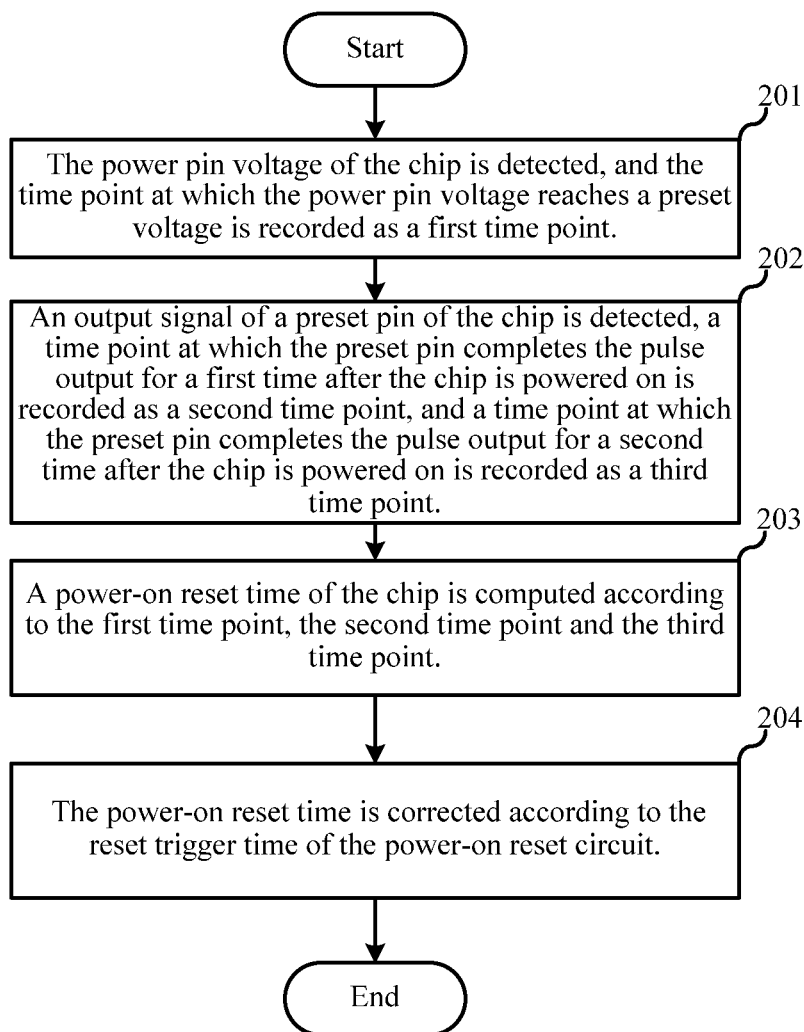 Start
201
The power pin voltage of the chip is detected, and the
time point at which the power pin voltage reaches a preset
voltage is recorded as a first time point.
202
An output signal of a preset pin of the chip is detected, a
time point at which the preset pin completes the pulse
output for a first time after the chip is powered on is
recorded as a second time point, and a time point at which
the preset pin completes the pulse output for a second
time after the chip is powered on is recorded as a third
time point.
203
A power-on reset time of the chip is computed according
to the first time point, the second time point and the third
time point.
204
The power-on reset time is corrected according to the
reset trigger time of the power-on reset circuit.
End